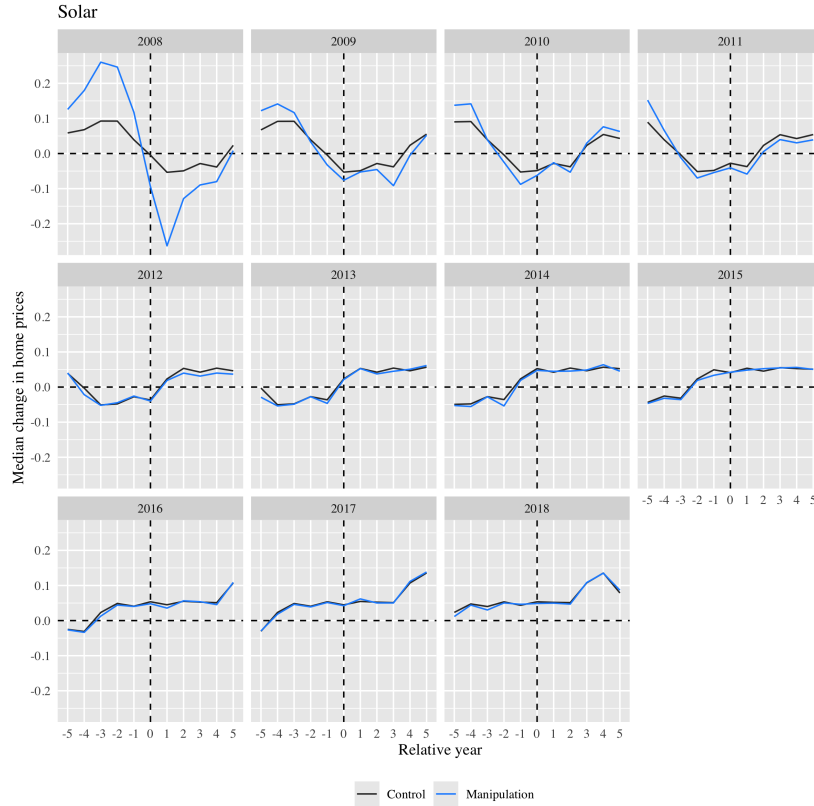 Solar
2008 2009 2010 2011
0.2
0.1
0.0
-0.1
-0.2
2012 2013 2014 2015
0.2
0.1
0.0
-0.1
-0.2
-5 -4 -3 -2 -1 0 1 2 3 4 5
2016 2017 2018
0.2
0.1
0.0
-0.1
-0.2
-5 -4 -3 -2 -1 0 1 2 3 4 5 -5 -4 -3 -2 -1 0 1 2 3 4 5 -5 -4 -3 -2 -1 0 1 2 3 4 5
Median change in home prices
Relative year
Control Manipulation